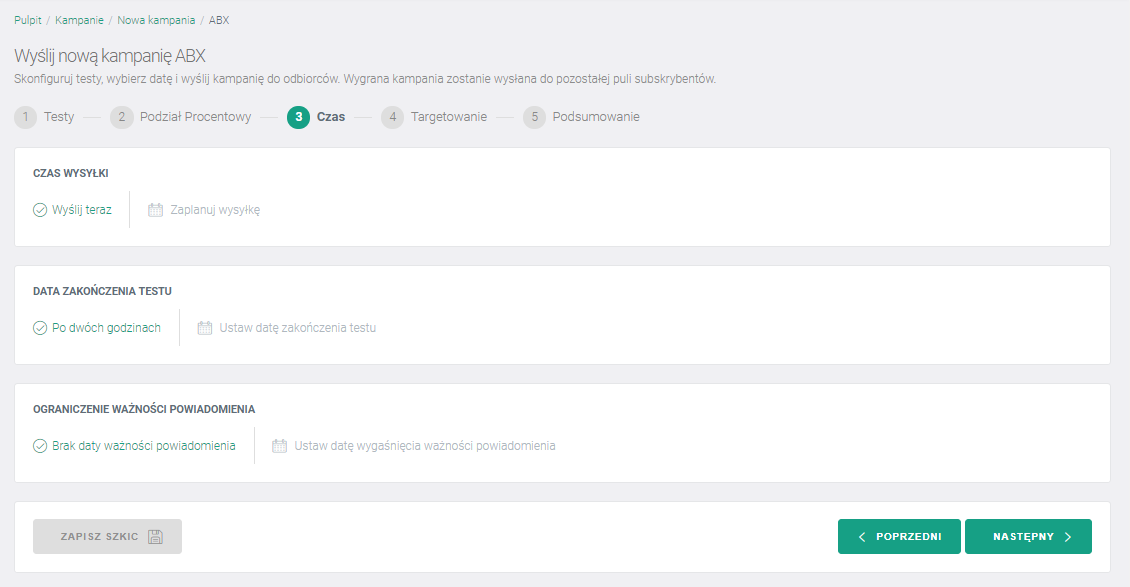 Pulpit / Kampanie / Nowa kampania / ABX
Wyślij nową kampanię ABX
Skonfiguruj testy, wybierz datę i wyślij kampanię do odbiorców. Wygrana kampania zostanie wysłana do pozostałej puli subskrybentów.
1 Testy 2 Podział Procentowy 3 Czas 4 Targetowanie 5 Podsumowanie
CZAS WYSYŁKI
Wyślij teraz Zaplanuj wysyłkę
DATA ZAKOŃCZENIA TESTU
Po dwóch godzinach Ustaw datę zakończenia testu
OGRANICZENIE WAŻNOŚCI POWIADOMIENIA
Brak daty ważności powiadomienia Ustaw datę wygaśnięcia ważności powiadomienia
ZAPISZ SZKIC POPRZEDNI NASTĘPNY